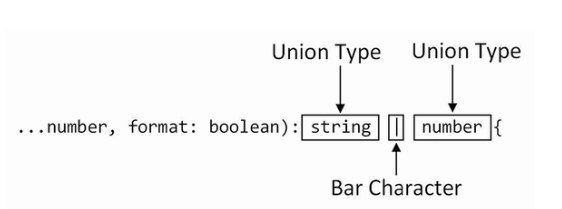 Union Type Union Type
...number, format: boolean): string | number {
Bar Character